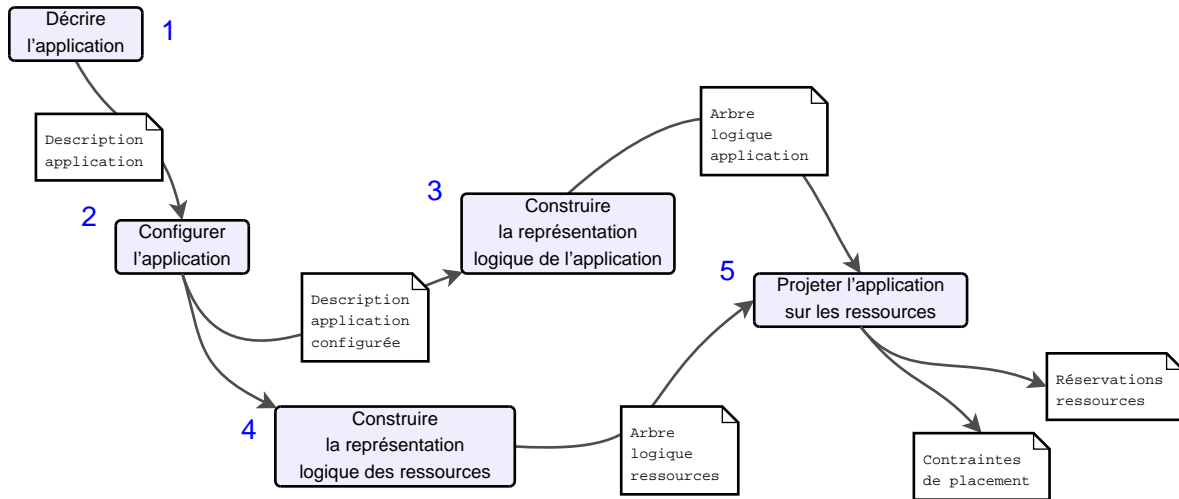 Décrire
l'application
1
Description
application
2
Configurer
l'application
Description
application
configurée
3
Construire
la représentation
logique de l'application
Arbre
logique
application
4
Construire
la représentation
logique des ressources
Arbre
logique
ressources
5
Projeter l'application
sur les ressources
Réservations
ressources
Contraintes
de placement